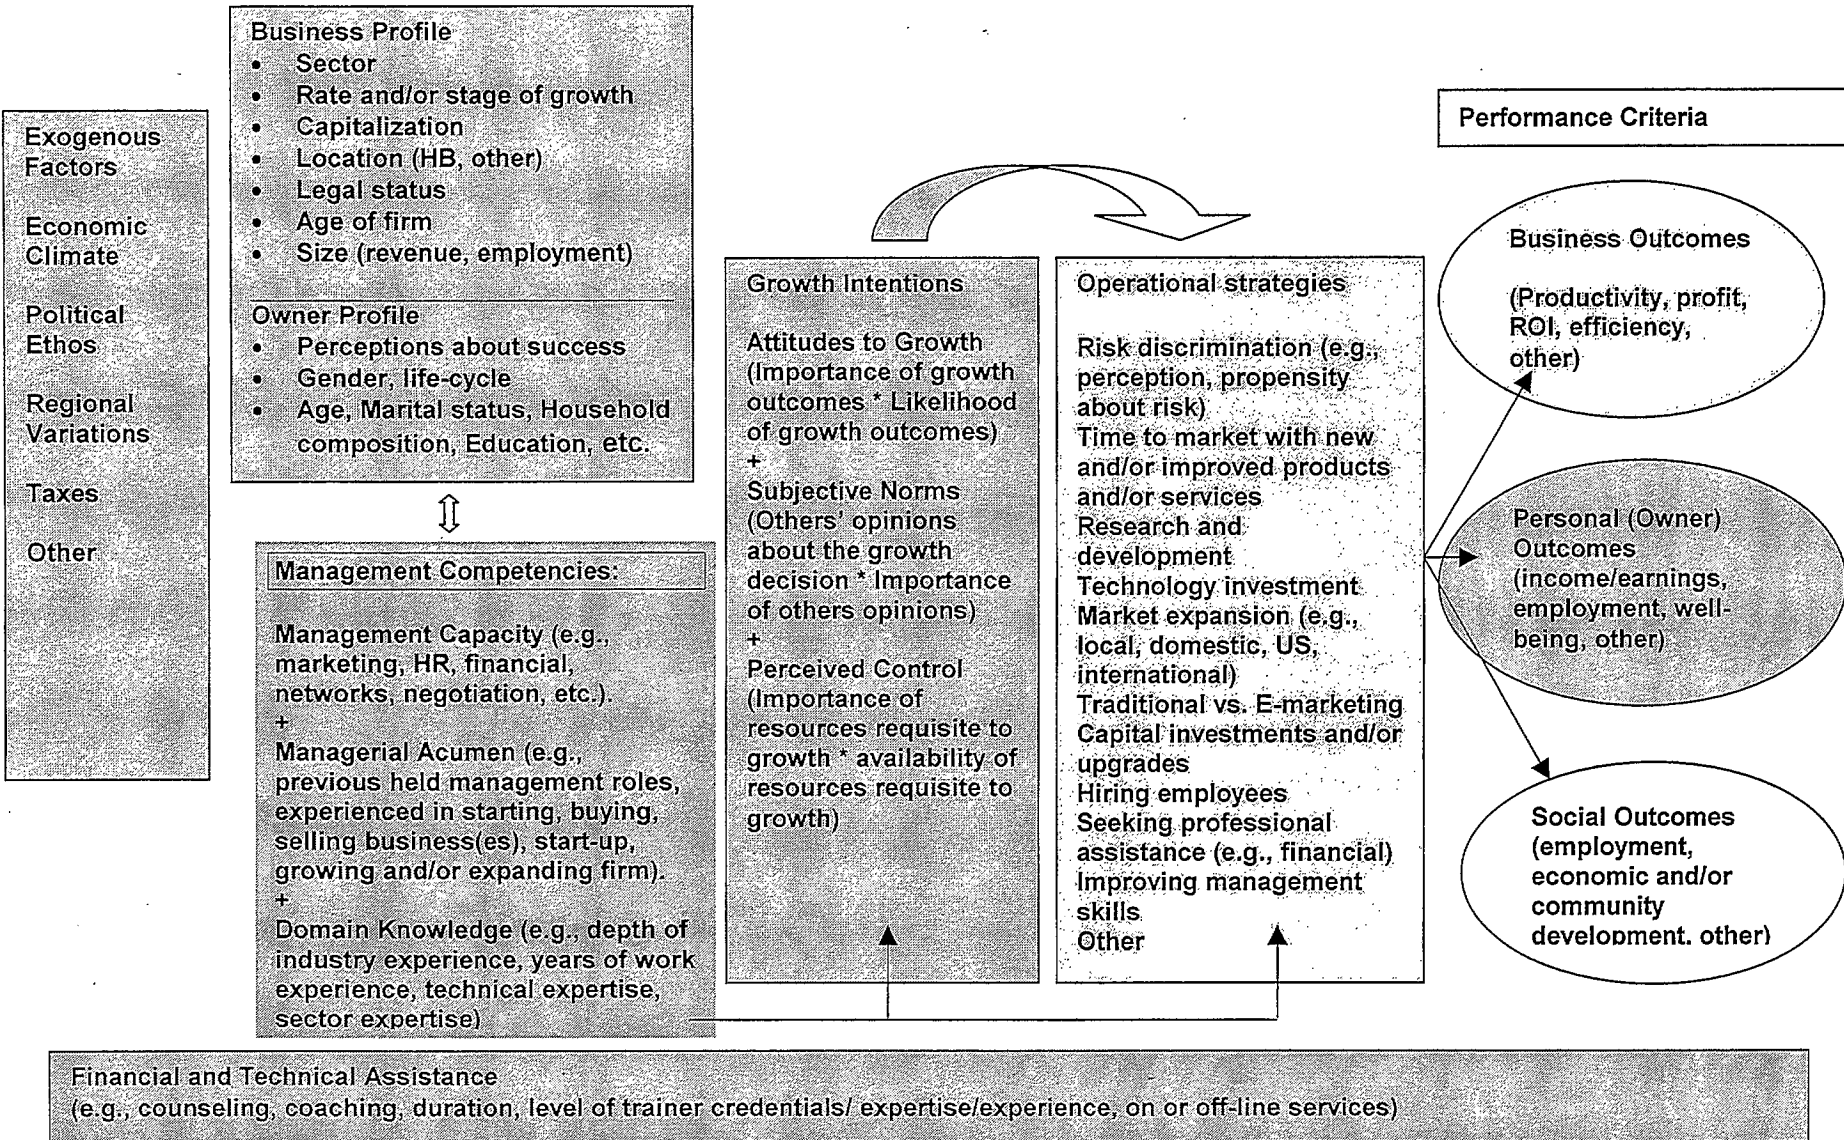 Exogenous
Factors
Economic
Climate
Political
Ethos
Regional
Variations
Taxes
Other
Business Profile
• Sector
• Rate and/or stage of growth
• Capitalization
• Location (HB, other)
• Legal status
• Age of firm
• Size (revenue, employment)
Owner Profile
• Perceptions about success
• Gender, life-cycle
• Age, Marital status, Household
composition, Education, etc.
Management Competencies:
Management Capacity (e.g.,
marketing, HR, financial,
networks, negotiation, etc.).
+
Managerial Acumen (e.g.,
previous held management roles,
experienced in starting, buying,
selling business(es), start-up,
growing and/or expanding firm).
+
Domain Knowledge (e.g., depth of
industry experience, years of work
experience, technical expertise,
sector expertise)
Growth Intentions
Attitudes to Growth
(Importance of growth
outcomes * Likelihood
of growth outcomes)
+
Subjective Norms
(Others' opinions
about the growth
decision * Importance
of others opinions)
+
Perceived Control
(Importance of
resources requisite to
growth * availability of
resources requisite to
growth)
Operational strategies
Risk discrimination (e.g.,
perception, propensity
about risk)
Time to market with new
and/or improved products
and/or services
Research and
development
Technology investment
Market expansion (e.g.,
local, domestic, US,
international)
Traditional vs. E-marketing
Capital investments and/or
upgrades
Hiring employees
Seeking professional
assistance (e.g., financial)
Improving management
skills
Other
Performance Criteria
Business Outcomes
(Productivity, profit,
ROI, efficiency,
other)
Personal (Owner)
Outcomes
(income/earnings,
employment, well-
being, other)
Social Outcomes
(employment,
economic and/or
community
development, other)
Financial and Technical Assistance
(e.g., counseling, coaching, duration, level of trainer credentials/ expertise/experience, on or off-line services)